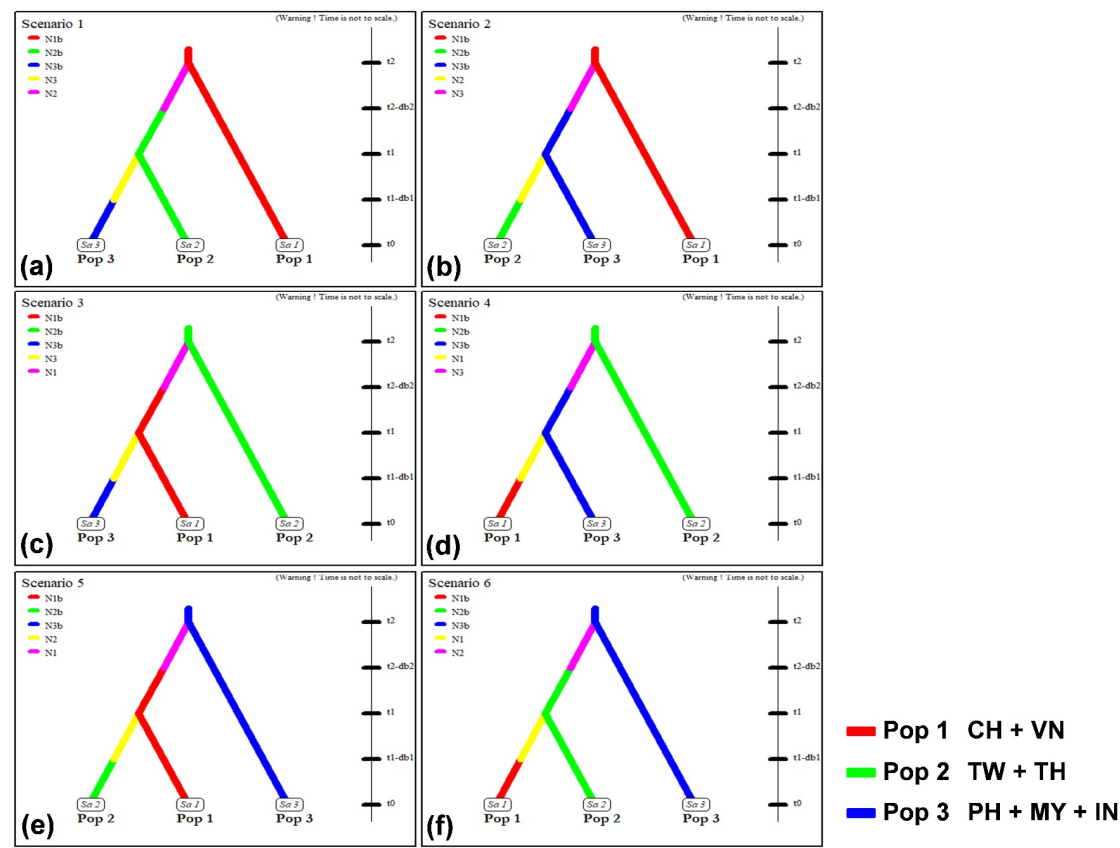 Scenario 1
(Warning ! Time is not to scale.)
N1b
N2b
N3b
N3
N2
t2
t2-db2
t1
t1-db1
t0
Sa 3 Sa 2 Sa 1
Pop 3 Pop 2 Pop 1
(a)
Scenario 2
(Warning ! Time is not to scale.)
N1b
N2b
N3b
N2
N3
t2
t2-db2
t1
t1-db1
t0
Sa 2 Sa 3 Sa 1
Pop 2 Pop 3 Pop 1
(b)
Scenario 3
(Warning ! Time is not to scale.)
N1b
N2b
N3b
N3
N1
t2
t2-db2
t1
t1-db1
t0
Sa 3 Sa 1 Sa 2
Pop 3 Pop 1 Pop 2
(c)
Scenario 4
(Warning ! Time is not to scale.)
N1b
N2b
N3b
N1
N3
t2
t2-db2
t1
t1-db1
t0
Sa 1 Sa 3 Sa 2
Pop 1 Pop 3 Pop 2
(d)
Scenario 5
(Warning ! Time is not to scale.)
N1b
N2b
N3b
N2
N1
t2
t2-db2
t1
t1-db1
t0
Sa 2 Sa 1 Sa 3
Pop 2 Pop 1 Pop 3
(e)
Scenario 6
(Warning ! Time is not to scale.)
N1b
N2b
N3b
N1
N2
t2
t2-db2
t1
t1-db1
t0
Sa 1 Sa 2 Sa 3
Pop 1 Pop 2 Pop 3
(f)
Pop 1 CH + VN
Pop 2 TW + TH
Pop 3 PH + MY + IN